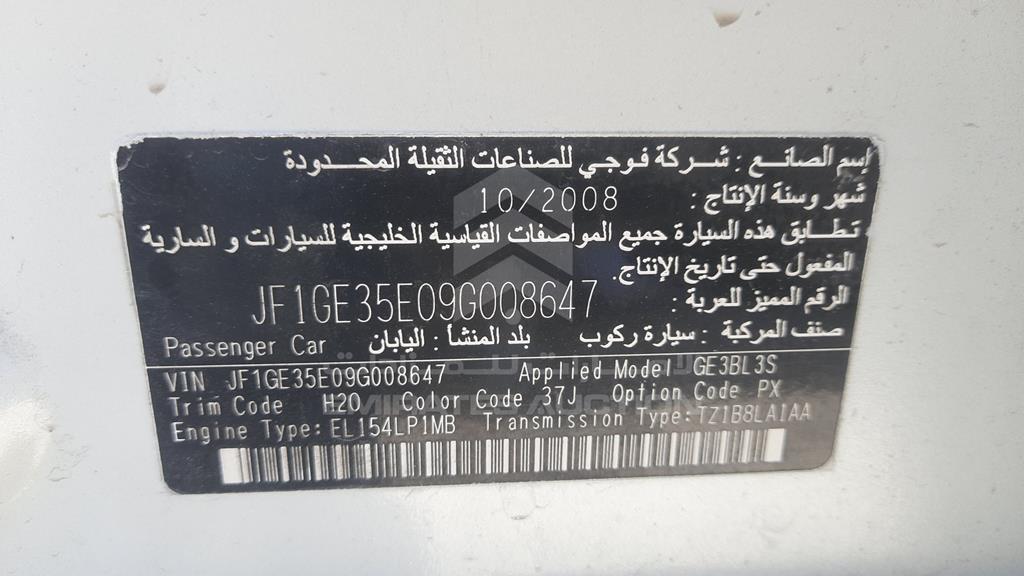 إسم الصانع : شركة فوجي للصناعات الثقيلة المحدودة
شهر وسنة الإنتاج : 10/2008
تطابق هذه السيارة جميع المواصفات القياسية الخليجية للسيارات و السارية
المفعول حتى تاريخ الإنتاج.
الرقم المميز للعربة : JF1GE35E09G008647
صنف المركبة : سيارة ركوب بلد المنشأ : اليابان Passenger Car
VIN JF1GE35E09G008647 Applied Model GE3BL3S
Trim Code H20 Color Code 37J Option Code PX
Engine Type: EL154LP1MB Transmission Type: TZ1B8LA1AA
EMIRATES AUCTION